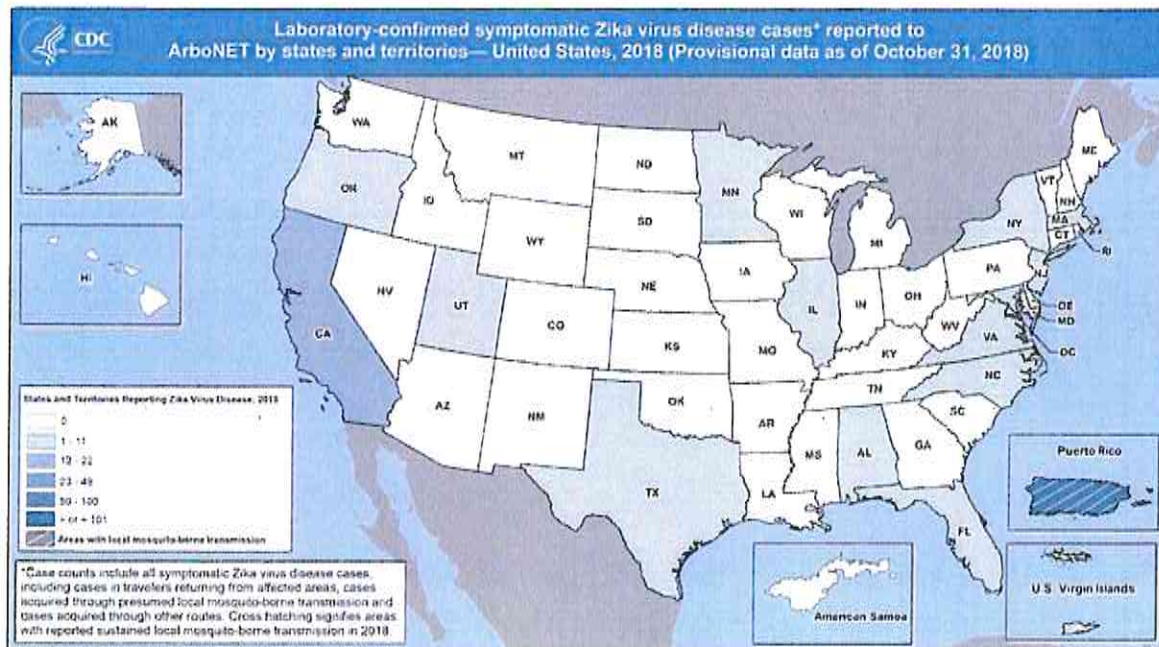 CDC
Laboratory-confirmed symptomatic Zika virus disease cases* reported to
ArboNET by states and territories— United States, 2018 (Provisional data as of October 31, 2018)
AK
HI
WA
OR
CA
MT
ID
NV
WY
UT
AZ
CO
NM
ND
SD
NE
KS
OK
TX
MN
IA
MO
AR
LA
WI
IL
MI
IN
OH
KY
TN
MS
AL
GA
FL
SC
NC
VA
WV
PA
NY
VT
NH
ME
MA
CT
RI
NJ
DE
MD
DC
States and Territories Reporting Zika Virus Disease, 2018
0
1 - 11
12 - 22
23 - 49
50 - 100
> or = 101
Areas with local mosquito-borne transmission
*Case counts include all symptomatic Zika virus disease cases,
including cases in travelers returning from affected areas, cases
acquired through presumed local mosquito-borne transmission and
cases acquired through other routes. Cross hatching signifies areas
with reported sustained local mosquito-borne transmission in 2018.
American Samoa
Puerto Rico
U.S. Virgin Islands